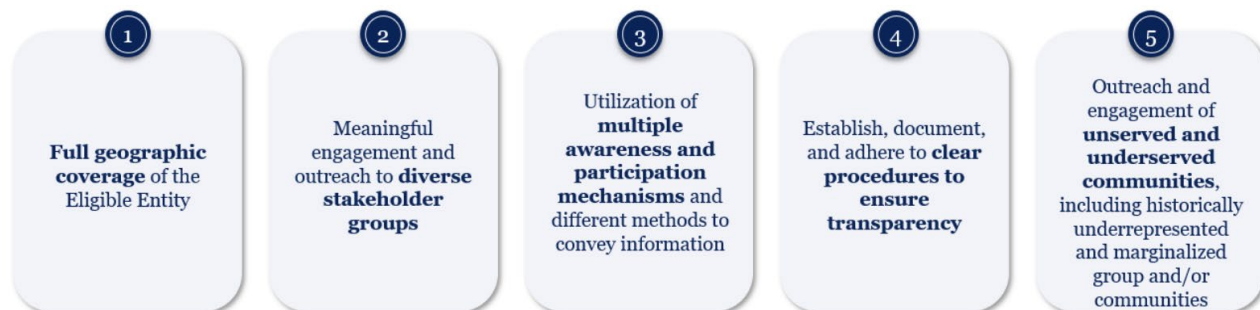 1
Full geographic
coverage of the
Eligible Entity
2
Meaningful
engagement and
outreach to diverse
stakeholder
groups
3
Utilization of
multiple
awareness and
participation
mechanisms and
different methods to
convey information
4
Establish, document,
and adhere to clear
procedures to
ensure
transparency
5
Outreach and
engagement of
unserved and
underserved
communities,
including historically
underrepresented
and marginalized
group and/or
communities